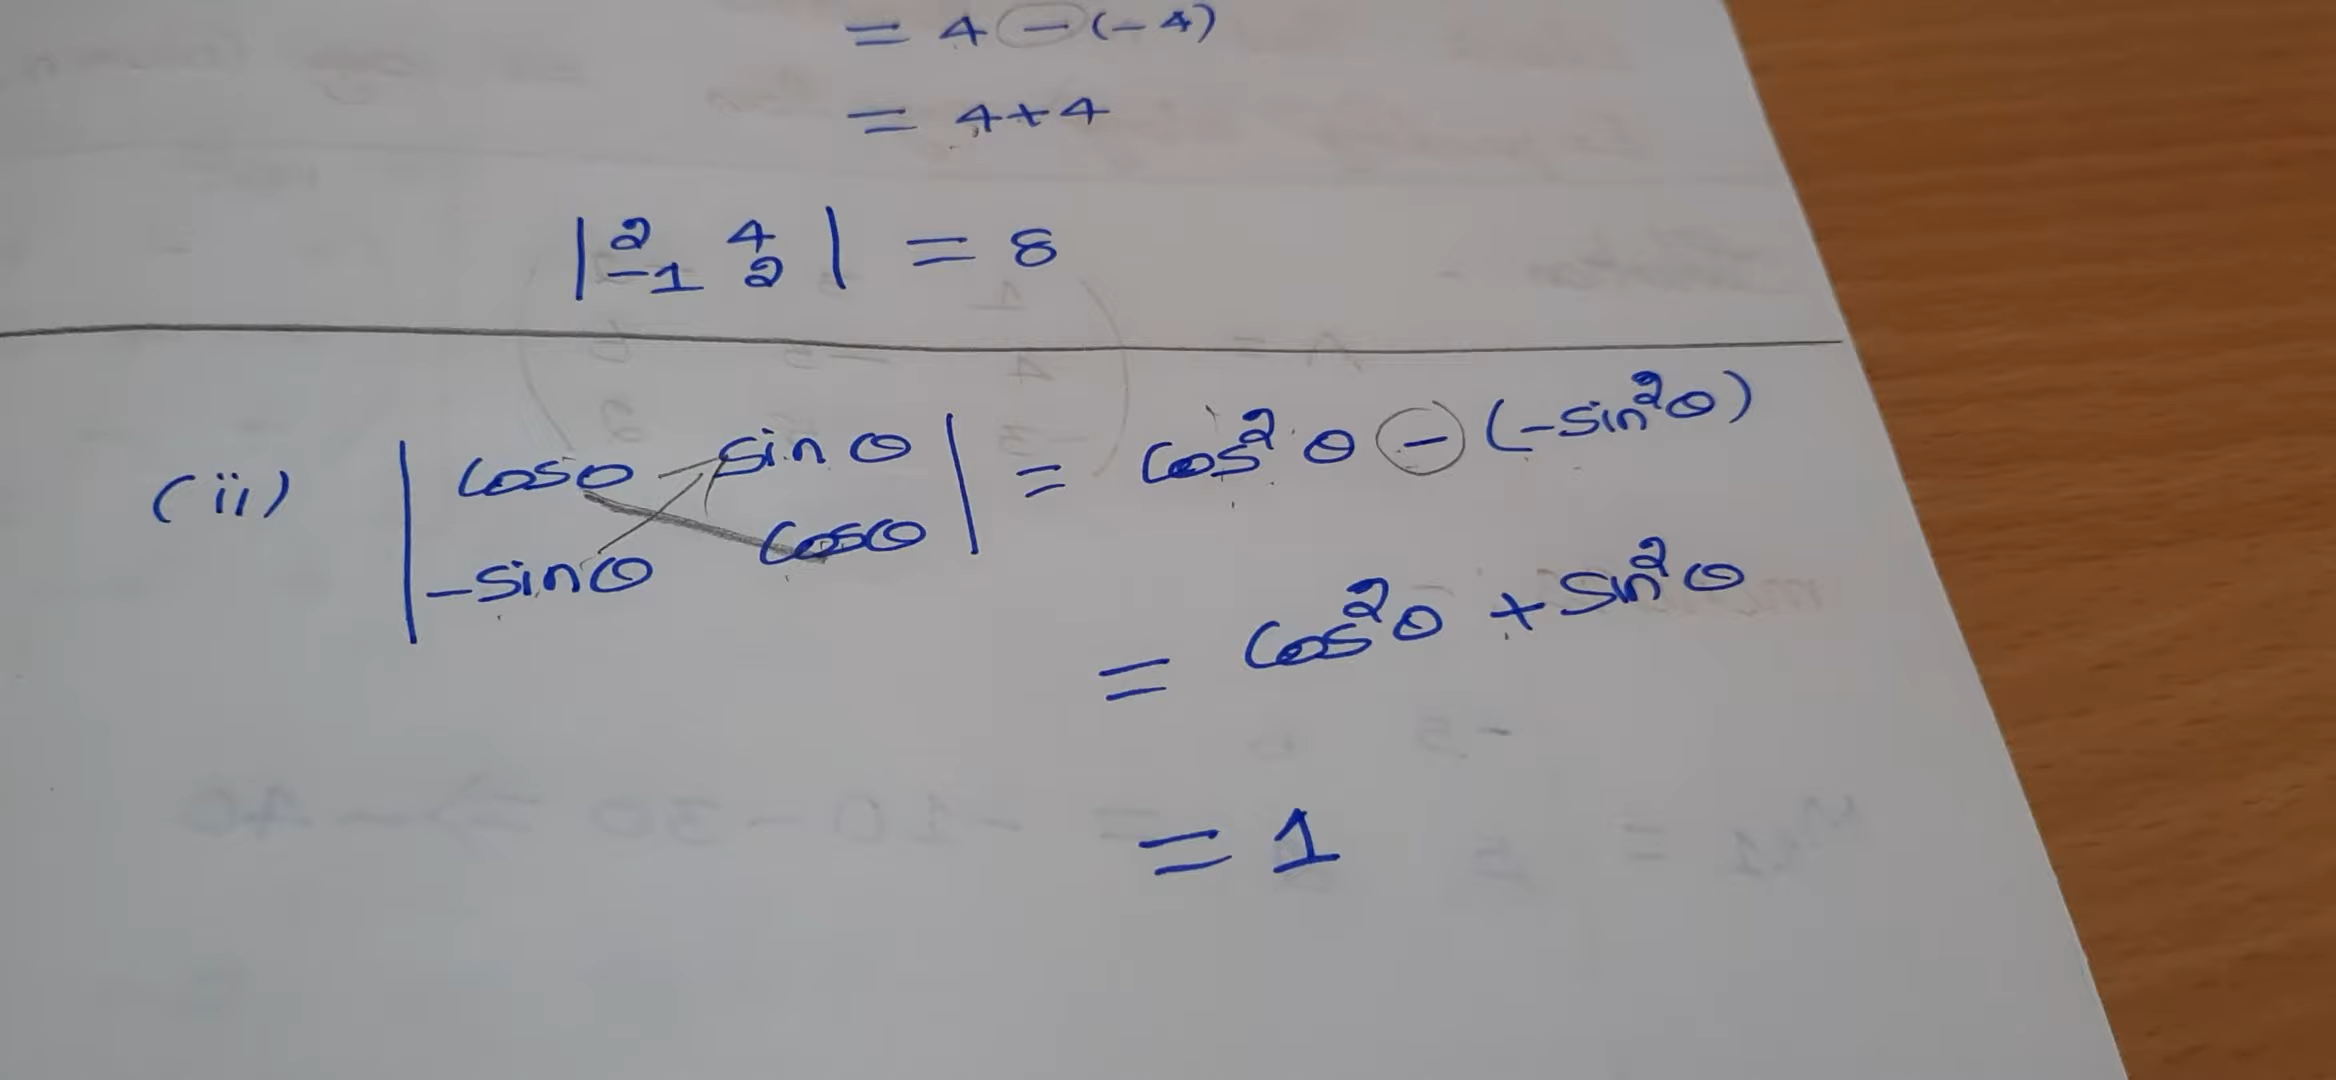 = 4 - (-4)
= 4+4
| 2 4 | = 8
| -1 2 |
(ii) | cosθ sinθ | = cos²θ - (-sin²θ)
| -sinθ cosθ |
= cos²θ + sin²θ
= 1